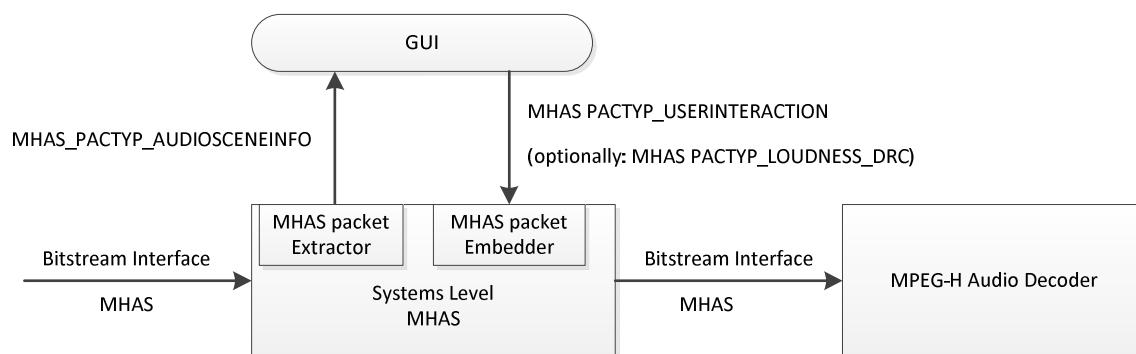 GUI
MHAS_PACTYP_AUDIOSCENEINFO
MHAS PACTYP_USERINTERACTION
(optionally: MHAS PACTYP_LOUDNESS_DRC)
MHAS packet
Extractor
MHAS packet
Embedder
Bitstream Interface
MHAS
Systems Level
MHAS
Bitstream Interface
MHAS
MPEG-H Audio Decoder